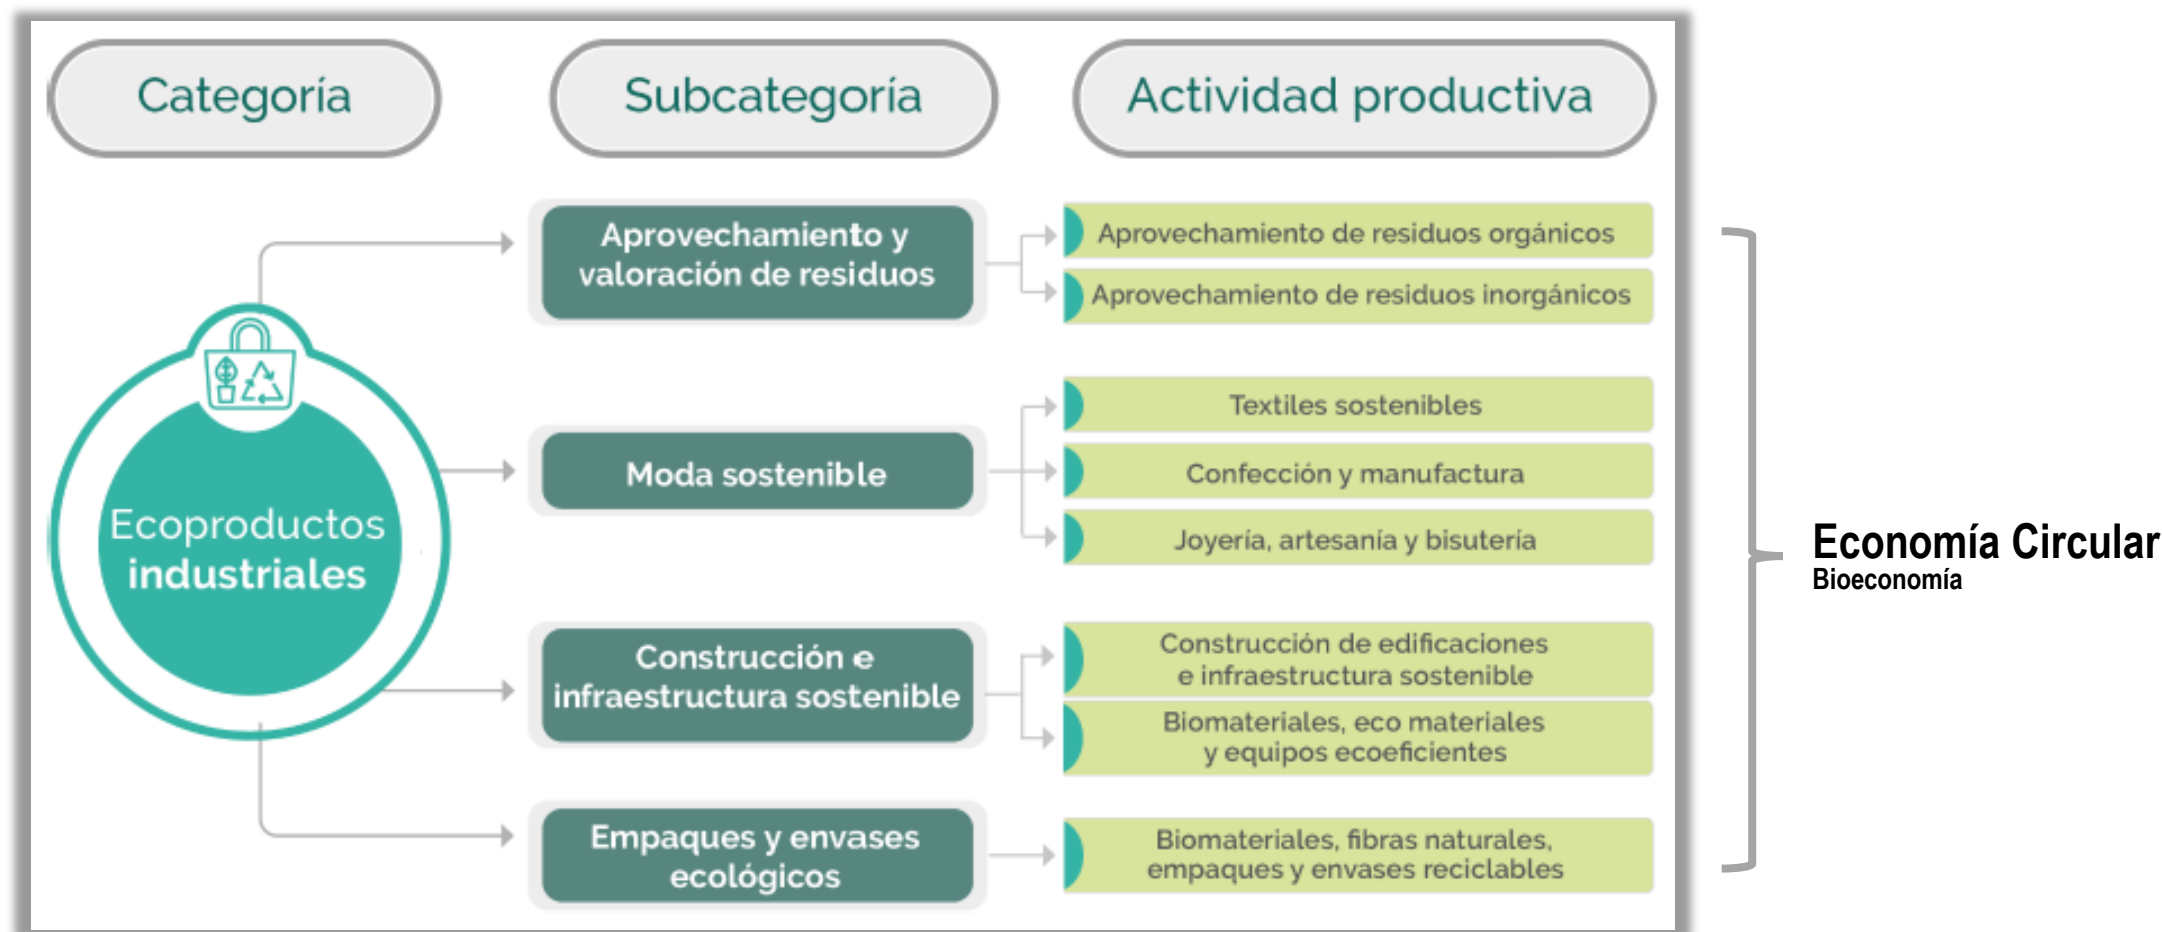 Categoría
Subcategoría
Actividad productiva
Ecoproductos
industriales
Aprovechamiento y
valoración de residuos
Aprovechamiento de residuos orgánicos
Aprovechamiento de residuos inorgánicos
Moda sostenible
Textiles sostenibles
Confección y manufactura
Joyería, artesanía y bisutería
Construcción e
infraestructura sostenible
Construcción de edificaciones
e infraestructura sostenible
Biomateriales, eco materiales
y equipos ecoeficientes
Empaques y envases
ecológicos
Biomateriales, fibras naturales,
empaques y envases reciclables
Economía Circular
Bioeconomía